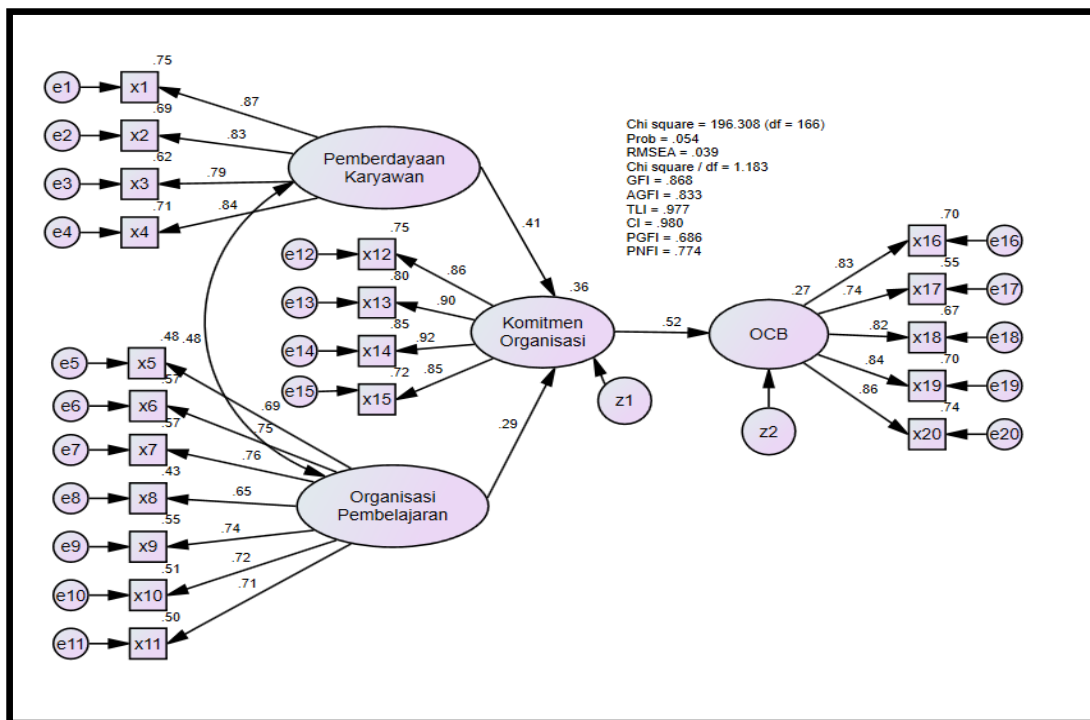 .75
e1 x1
.87
.69
e2 x2
.83
.62
e3 x3
.79
.71
e4 x4
.84
Pemberdayaan
Karyawan
Chi square = 196.308 (df = 166)
Prob = .054
RMSEA = .039
Chi square / df = 1.183
GFI = .868
AGFI = .833
TLI = .977
CI = .980
PGFI = .686
PNFI = .774
.41
.75
e12 x12
.86
.80
e13 x13
.90
.85
e14 x14
.92
.72
e15 x15
.85
.36
Komitmen
Organisasi
z1
.52
.27
OCB
z2
.70
x16 e16
.83
.55
x17 e17
.74
.67
x18 e18
.82
.70
x19 e19
.84
.74
x20 e20
.86
.48
.48
e5 x5
.69
.57
e6 x6
.75
.57
e7 x7
.76
.43
e8 x8
.65
.55
e9 x9
.74
.51
e10 x10
.72
.50
e11 x11
.71
Organisasi
Pembelajaran
.29